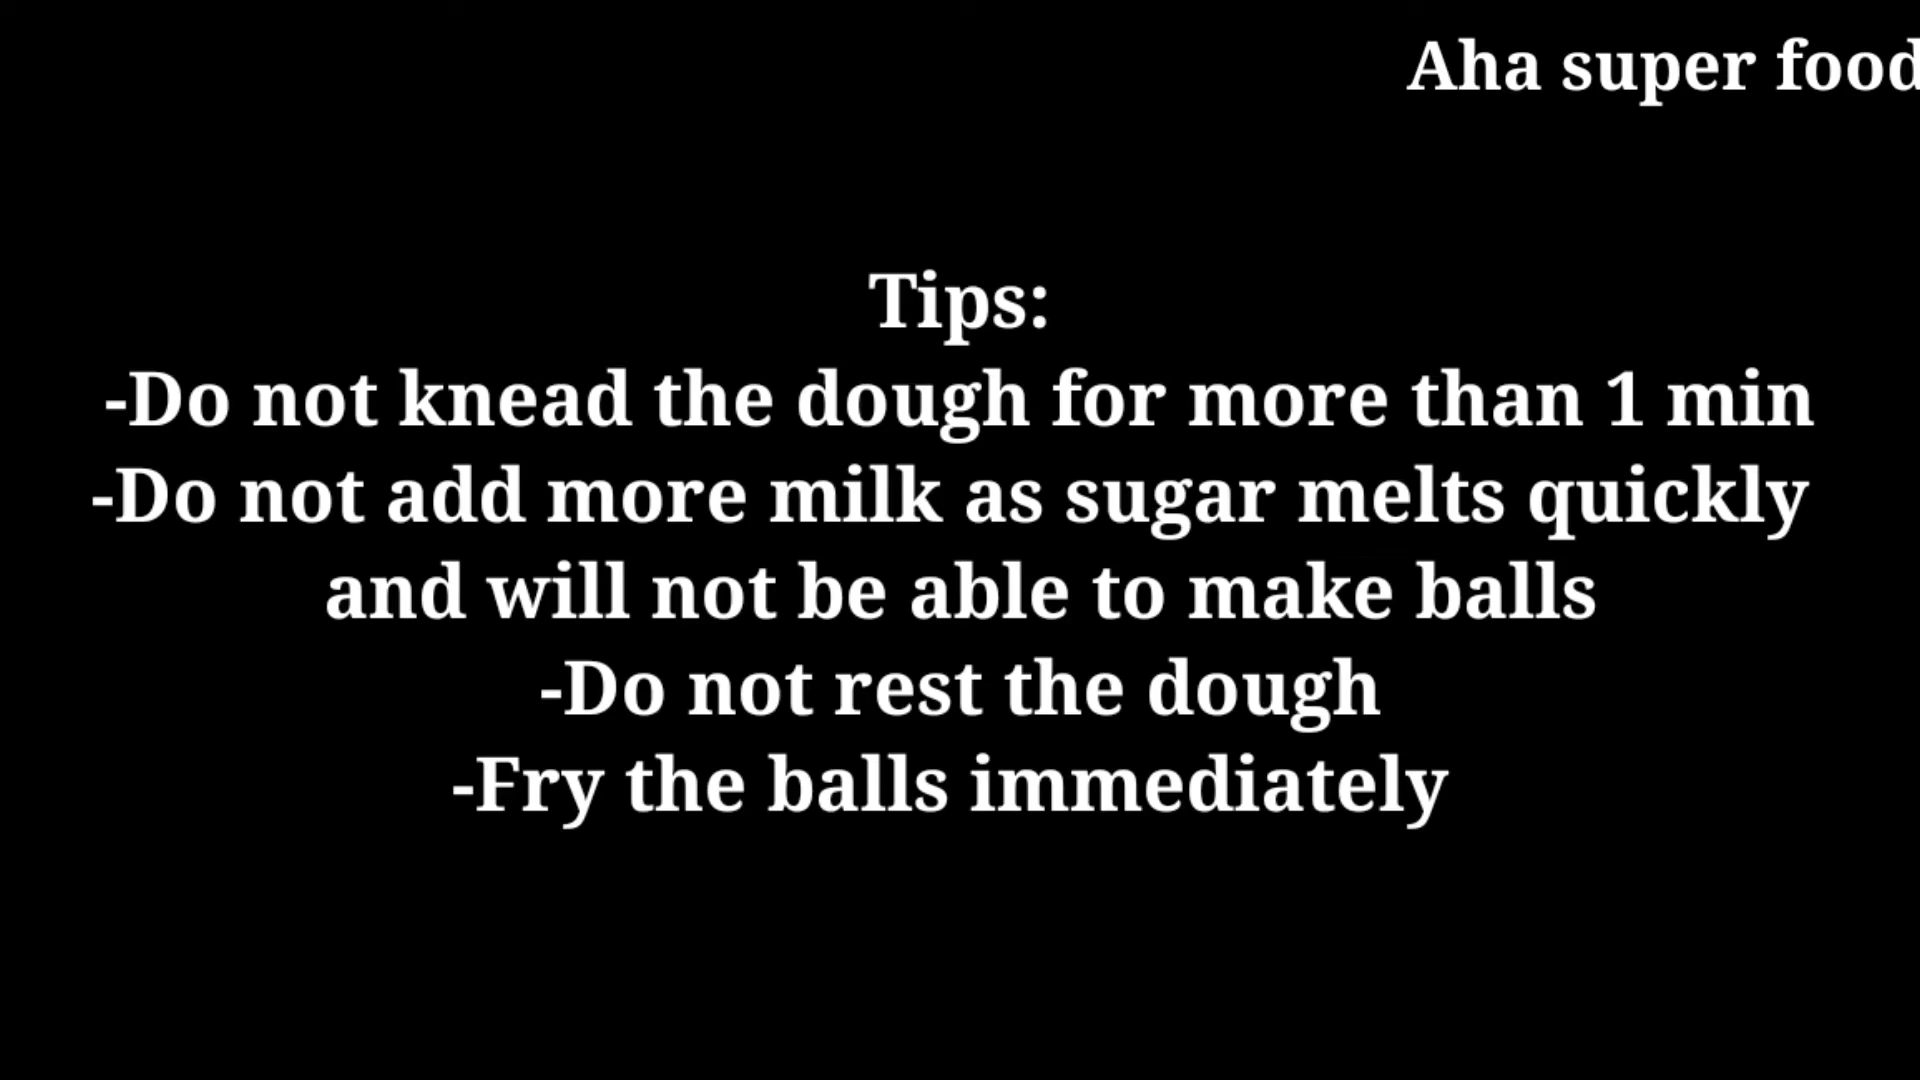 Aha super food
Tips:
-Do not knead the dough for more than 1 min
-Do not add more milk as sugar melts quickly
and will not be able to make balls
-Do not rest the dough
-Fry the balls immediately